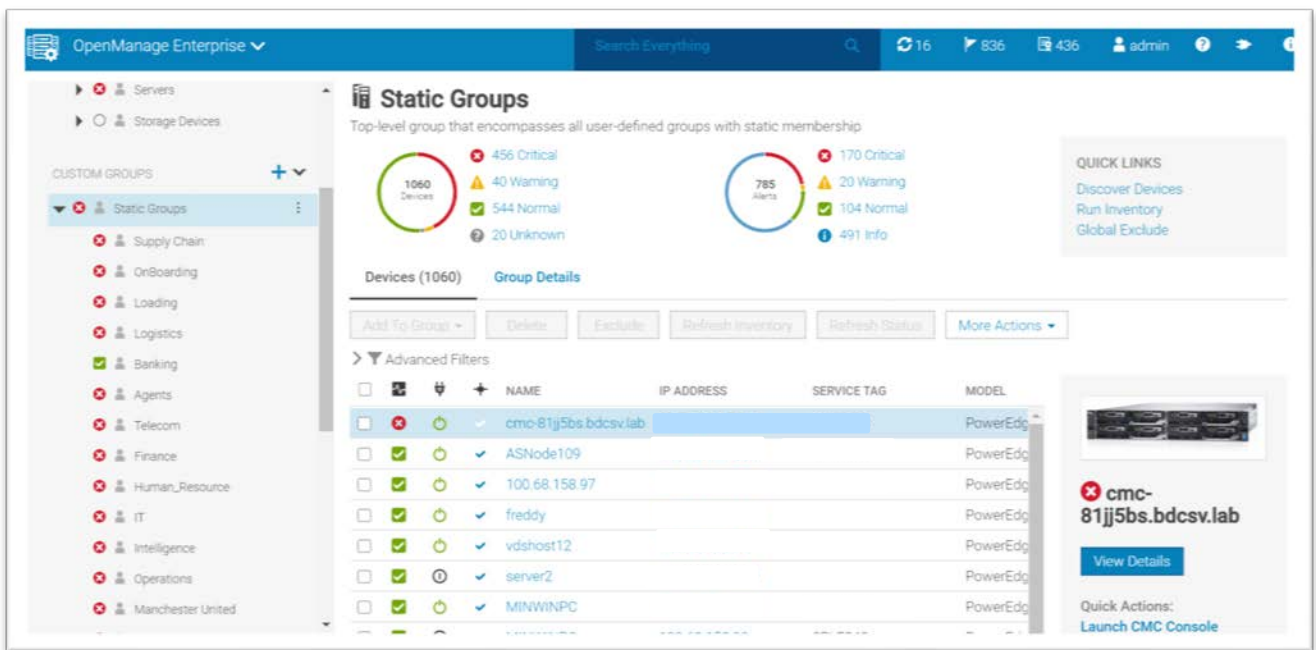 OpenManage Enterprise
Search Everything
16
836
436
admin
Servers
Storage Devices
CUSTOM GROUPS
Static Groups
Supply Chain
OnBoarding
Loading
Logistics
Banking
Agents
Telecom
Finance
Human_Resource
IT
Intelligence
Operations
Manchester United
Static Groups
Top-level group that encompasses all user-defined groups with static membership
1060
Devices
456 Critical
40 Warning
544 Normal
20 Unknown
785
Alerts
170 Critical
20 Warning
104 Normal
491 Info
QUICK LINKS
Discover Devices
Run Inventory
Global Exclude
Devices (1060) Group Details
Add To Group Delete Exclude Refresh Inventory Refresh Status More Actions
Advanced Filters
NAME IP ADDRESS SERVICE TAG MODEL
cmc-81jj5bs.bdcsv.lab PowerEdg
ASNode109 PowerEdg
100.68.158.97 PowerEdg
freddy PowerEdg
vdshost12 PowerEdg
server2 PowerEdg
MINWINPC PowerEdg
cmc-
81jj5bs.bdcsv.lab
View Details
Quick Actions:
Launch CMC Console